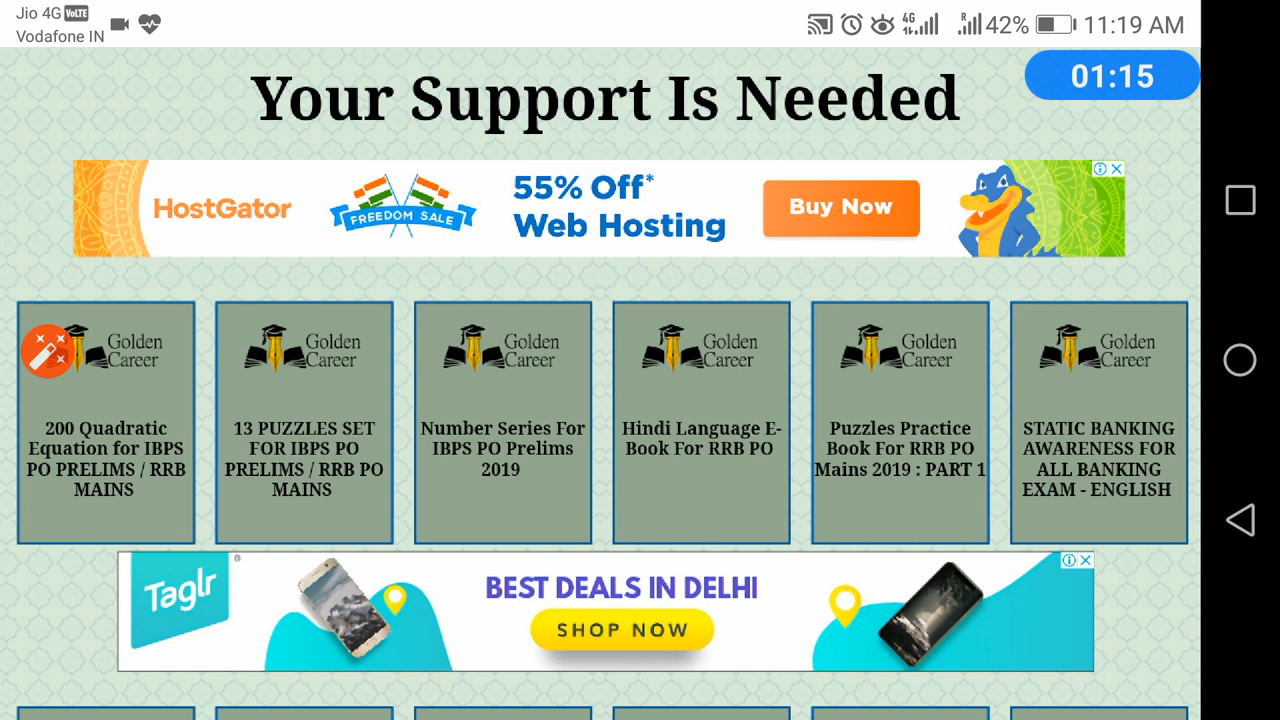 Jio 4G VoLTE
Vodafone IN
4G
R
42%
11:19 AM
01:15
Your Support Is Needed
HostGator
FREEDOM SALE
55% Off*
Web Hosting
Buy Now
Golden
Career
200 Quadratic
Equation for IBPS
PO PRELIMS / RRB
MAINS
Golden
Career
13 PUZZLES SET
FOR IBPS PO
PRELIMS / RRB PO
MAINS
Golden
Career
Number Series For
IBPS PO Prelims
2019
Golden
Career
Hindi Language E-
Book For RRB PO
Golden
Career
Puzzles Practice
Book For RRB PO
Mains 2019 : PART 1
Golden
Career
STATIC BANKING
AWARENESS FOR
ALL BANKING
EXAM - ENGLISH
Taglr
BEST DEALS IN DELHI
SHOP NOW